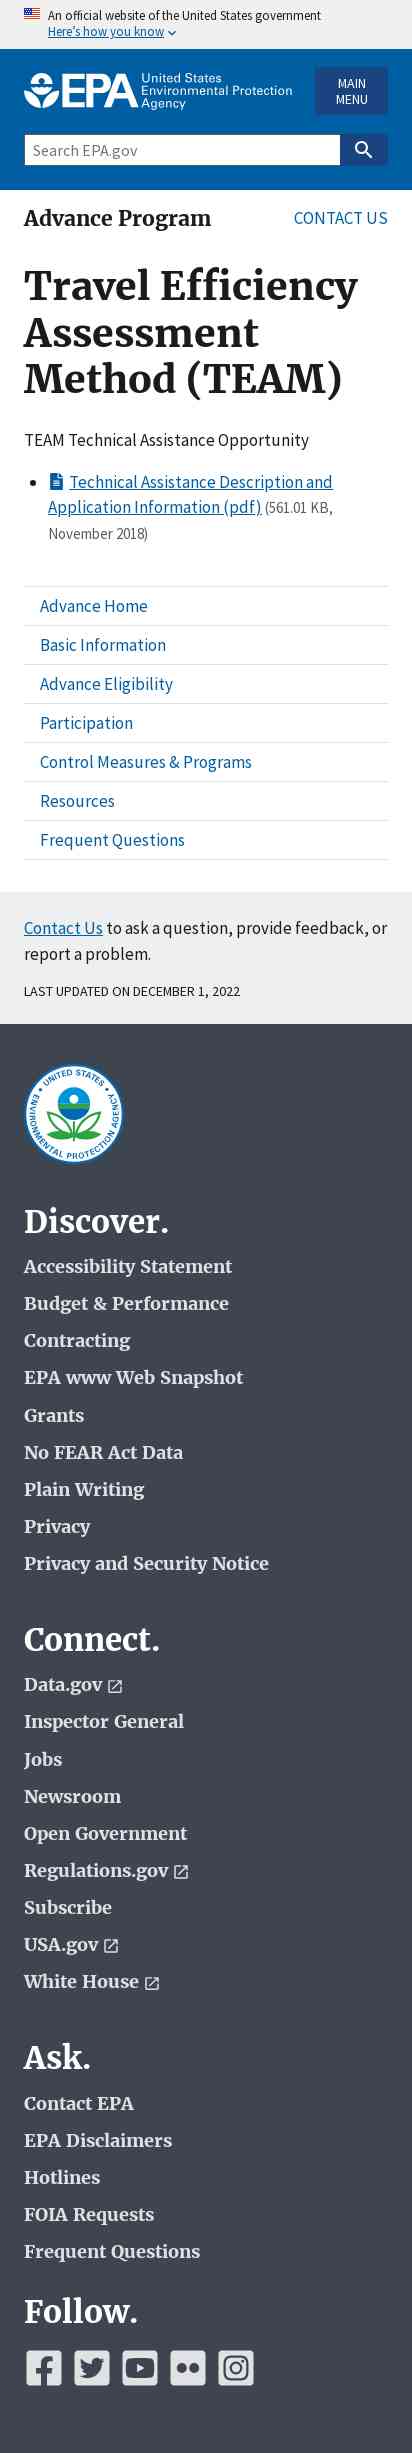 An official website of the United States government
Here's how you know
EPA United States
Environmental Protection
Agency
MAIN
MENU
Search EPA.gov
Advance Program
CONTACT US
Travel Efficiency
Assessment
Method (TEAM)
TEAM Technical Assistance Opportunity
Technical Assistance Description and
Application Information (pdf) (561.01 KB,
November 2018)
Advance Home
Basic Information
Advance Eligibility
Participation
Control Measures & Programs
Resources
Frequent Questions
Contact Us to ask a question, provide feedback, or
report a problem.
LAST UPDATED ON DECEMBER 1, 2022
UNITED STATES
ENVIRONMENTAL PROTECTION AGENCY
Discover.
Accessibility Statement
Budget & Performance
Contracting
EPA www Web Snapshot
Grants
No FEAR Act Data
Plain Writing
Privacy
Privacy and Security Notice
Connect.
Data.gov
Inspector General
Jobs
Newsroom
Open Government
Regulations.gov
Subscribe
USA.gov
White House
Ask.
Contact EPA
EPA Disclaimers
Hotlines
FOIA Requests
Frequent Questions
Follow.